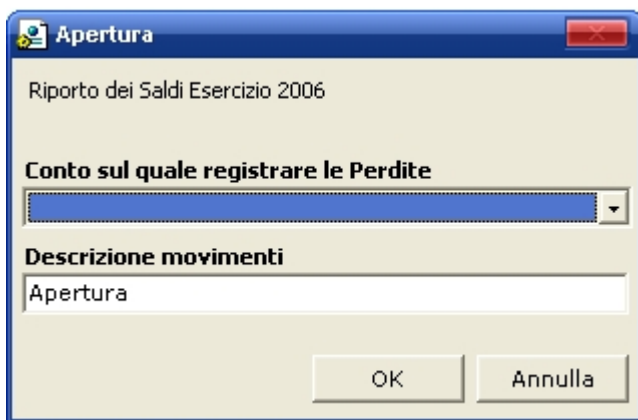 Apertura
Riporto dei Saldi Esercizio 2006
Conto sul quale registrare le Perdite
Descrizione movimenti
Apertura
OK Annulla